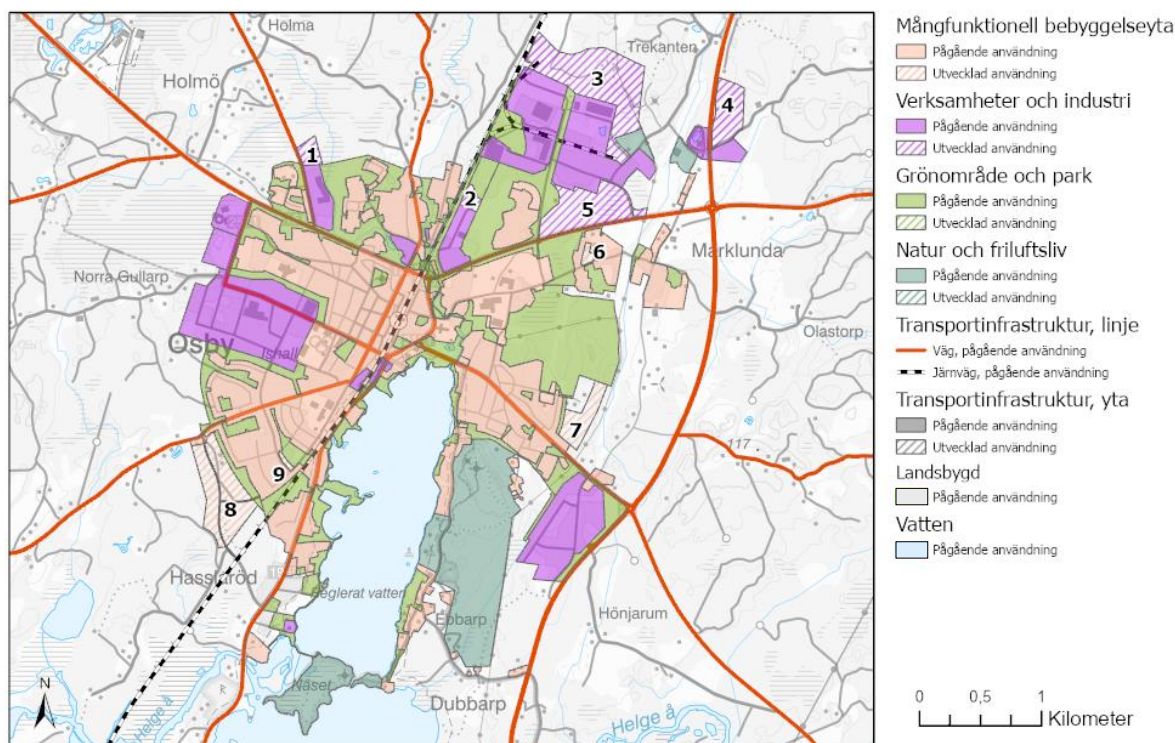 Holma
Holmö
Trekanten
3
4
1
2
5
6
Marklunda
Norra Gullarp
Olastorp
Osby
Ishall
7
117
9
8
Hasslaröd
Reglerat vatten
Ebbarp
Hönjarum
Näset
Dubbarp
N
Helge å
Helge å
Mångfunktionell bebyggelseyta
Pågående användning
Utvecklad användning
Verksamheter och industri
Pågående användning
Utvecklad användning
Grönområde och park
Pågående användning
Utvecklad användning
Natur och friluftsliv
Pågående användning
Utvecklad användning
Transportinfrastruktur, linje
Väg, pågående användning
Järnväg, pågående användning
Transportinfrastruktur, yta
Pågående användning
Utvecklad användning
Landsbygd
Pågående användning
Vatten
Pågående användning
0 0,5 1
Kilometer